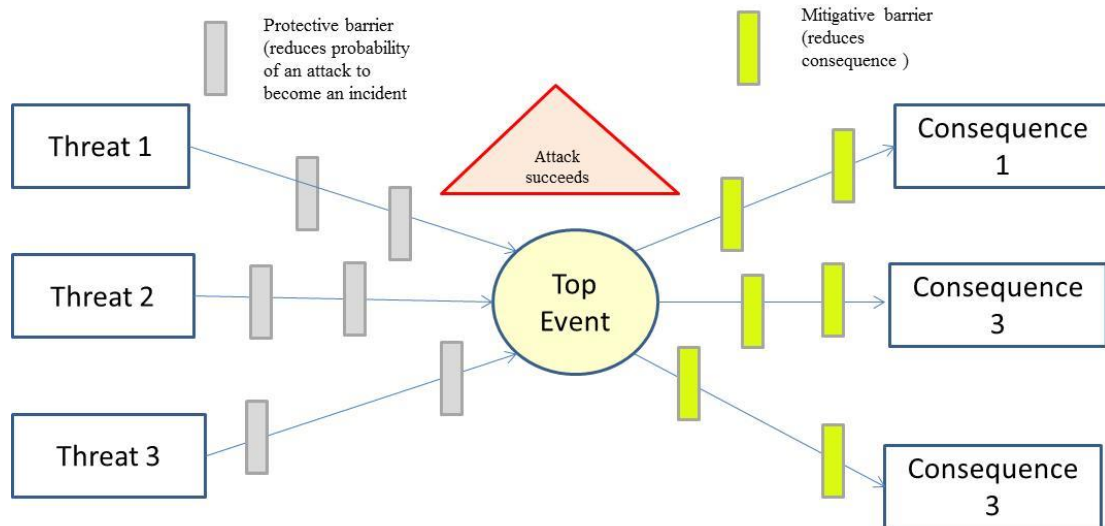 Protective barrier
(reduces probability
of an attack to
become an incident
Mitigative barrier
(reduces
consequence )
Threat 1
Attack
succeeds
Consequence
1
Threat 2
Top
Event
Consequence
3
Threat 3
Consequence
3